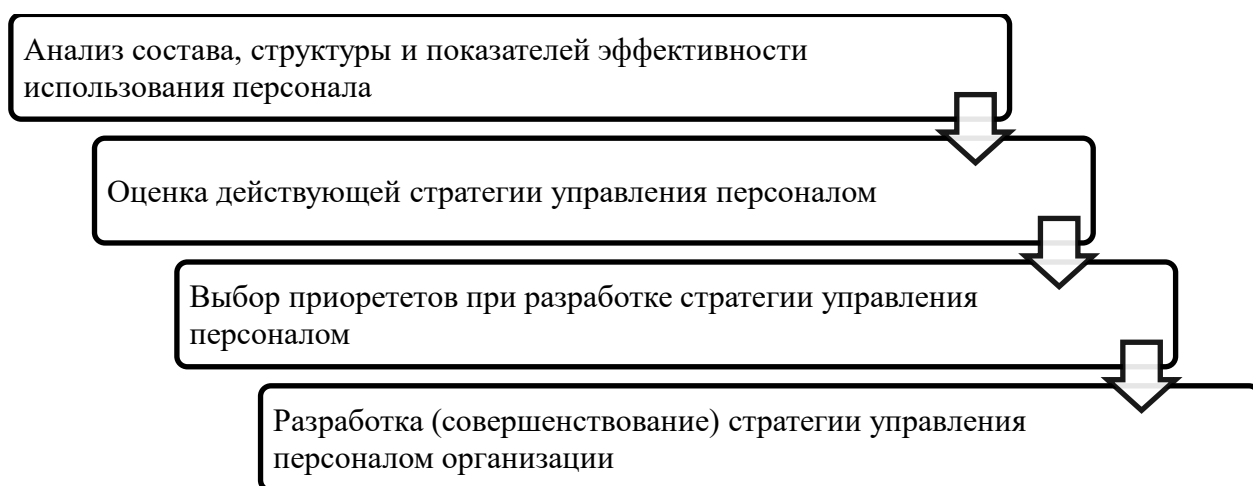 Анализ состава, структуры и показателей эффективности
использования персонала
Оценка действующей стратегии управления персоналом
Выбор приорететов при разработке стратегии управления
персоналом
Разработка (совершенствование) стратегии управления
персоналом организации